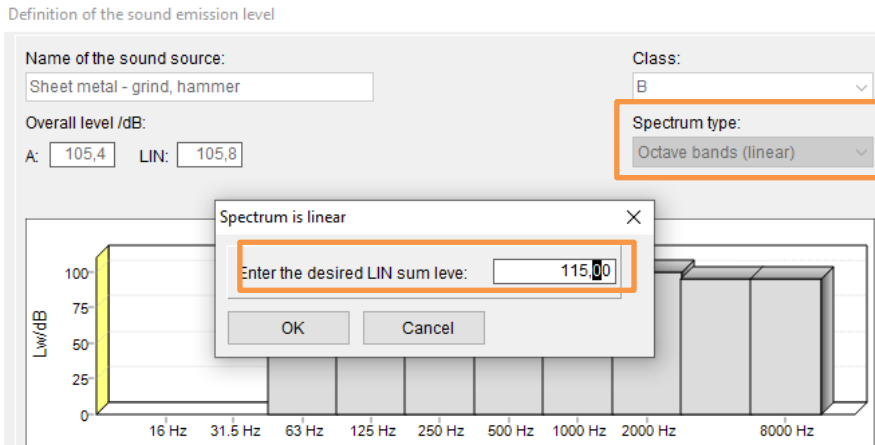 Definition of the sound emission level
Name of the sound source: Class:
Sheet metal - grind, hammer B
Overall level /dB: Spectrum type:
A: 105,4 LIN: 105,8 Octave bands (linear)
Spectrum is linear
Enter the desired LIN sum leve: 115,00
OK Cancel
Lw/dB
100
75
50
25
0
16 Hz 31.5 Hz 63 Hz 125 Hz 250 Hz 500 Hz 1000 Hz 2000 Hz 8000 Hz